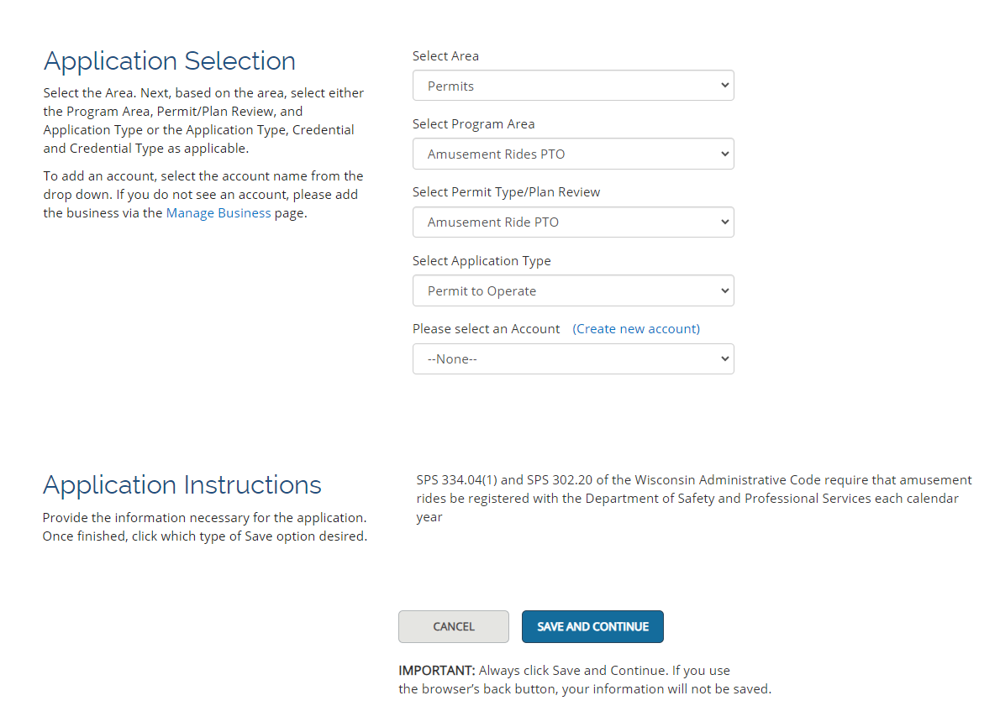 Application Selection
Select the Area. Next, based on the area, select either
the Program Area, Permit/Plan Review, and
Application Type or the Application Type, Credential
and Credential Type as applicable.
To add an account, select the account name from the
drop down. If you do not see an account, please add
the business via the Manage Business page.
Select Area
Permits
Select Program Area
Amusement Rides PTO
Select Permit Type/Plan Review
Amusement Ride PTO
Select Application Type
Permit to Operate
Please select an Account (Create new account)
--None--
Application Instructions
Provide the information necessary for the application.
Once finished, click which type of Save option desired.
SPS 334.04(1) and SPS 302.20 of the Wisconsin Administrative Code require that amusement
rides be registered with the Department of Safety and Professional Services each calendar
year
CANCEL
SAVE AND CONTINUE
IMPORTANT: Always click Save and Continue. If you use
the browser’s back button, your information will not be saved.